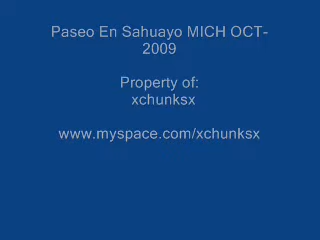 Paseo En Sahuayo MICH OCT-
2009
Property of:
xchunksx
www.myspace.com/xchunksx